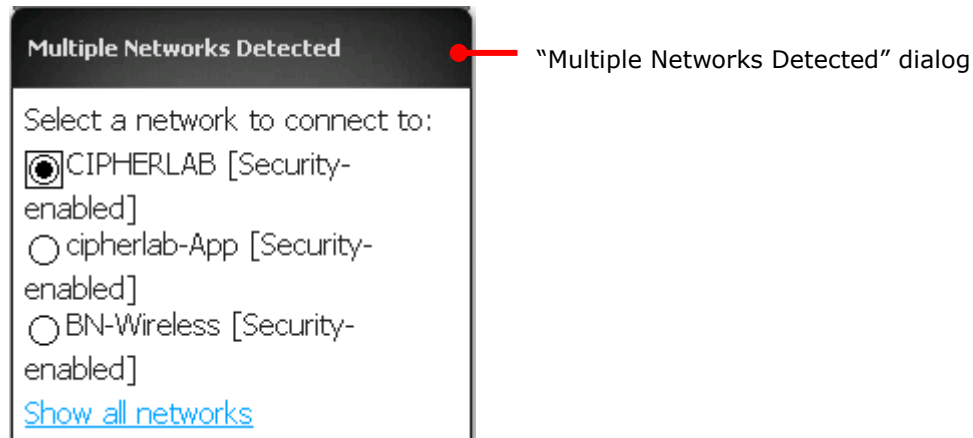 Multiple Networks Detected
“Multiple Networks Detected” dialog
Select a network to connect to:
CIPHERLAB [Security-
enabled]
cipherlab-App [Security-
enabled]
BN-Wireless [Security-
enabled]
Show all networks